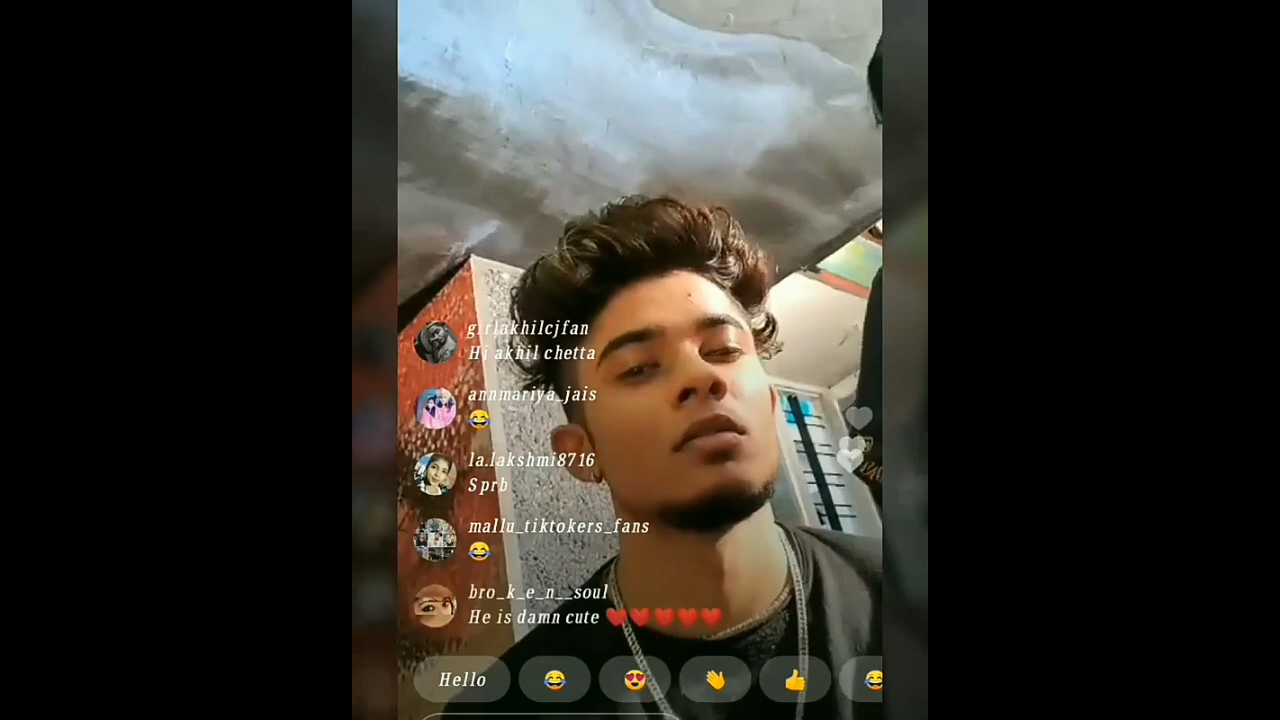 girlakhilcjfan
Hi akhil chetta
annmariya_jais
😂
la.lakshmi8716
Sprb
mallu_tiktokers_fans
😂
bro_k_e_n__soul
He is damn cute ❤️❤️❤️❤️❤️
Hello 😂 😍 👋 👍 😂